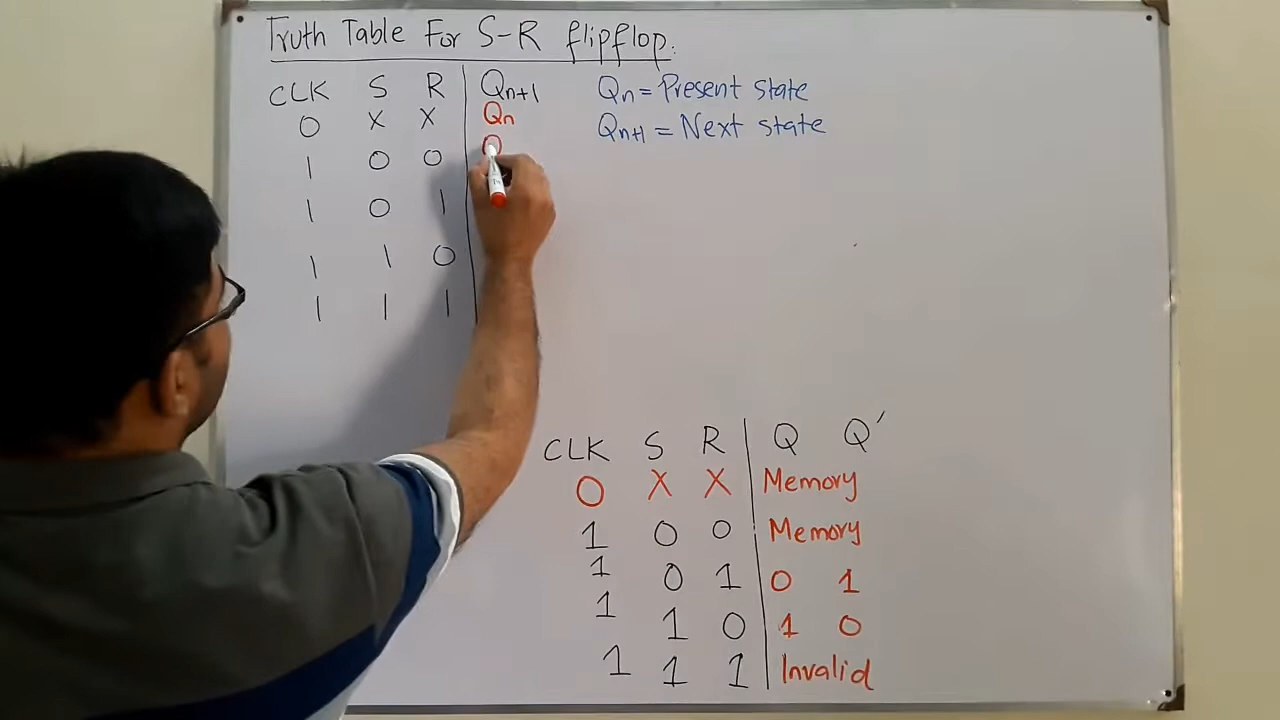 Truth Table For S-R flipflop.
CLK S R Qn+1
0 X X Qn
1 0 0
1 0 1
1 1 0
1 1 1
Qn = Present state
Qn+1 = Next state
CLK S R Q Q'
0 X X Memory
1 0 0 Memory
1 0 1 0 1
1 1 0 1 0
1 1 1 Invalid